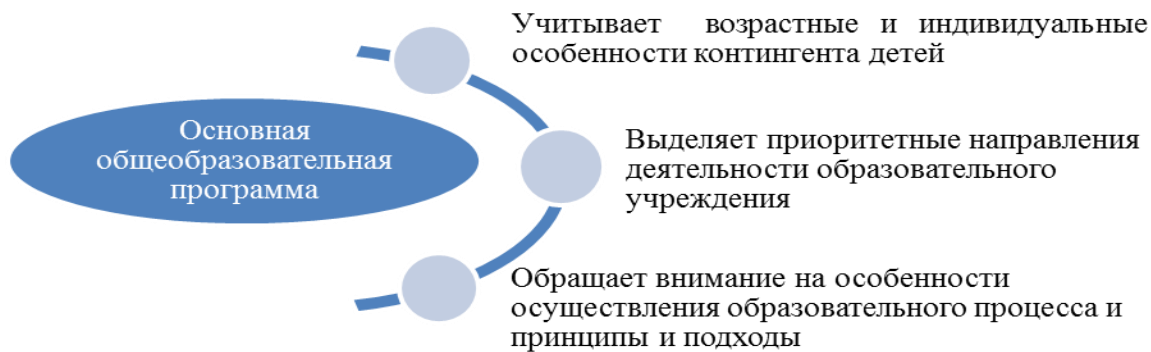 Основная
общеобразовательная
программа
Учитывает возрастные и индивидуальные
особенности контингента детей
Выделяет приоритетные направления
деятельности образовательного
учреждения
Обращает внимание на особенности
осуществления образовательного процесса и
принципы и подходы